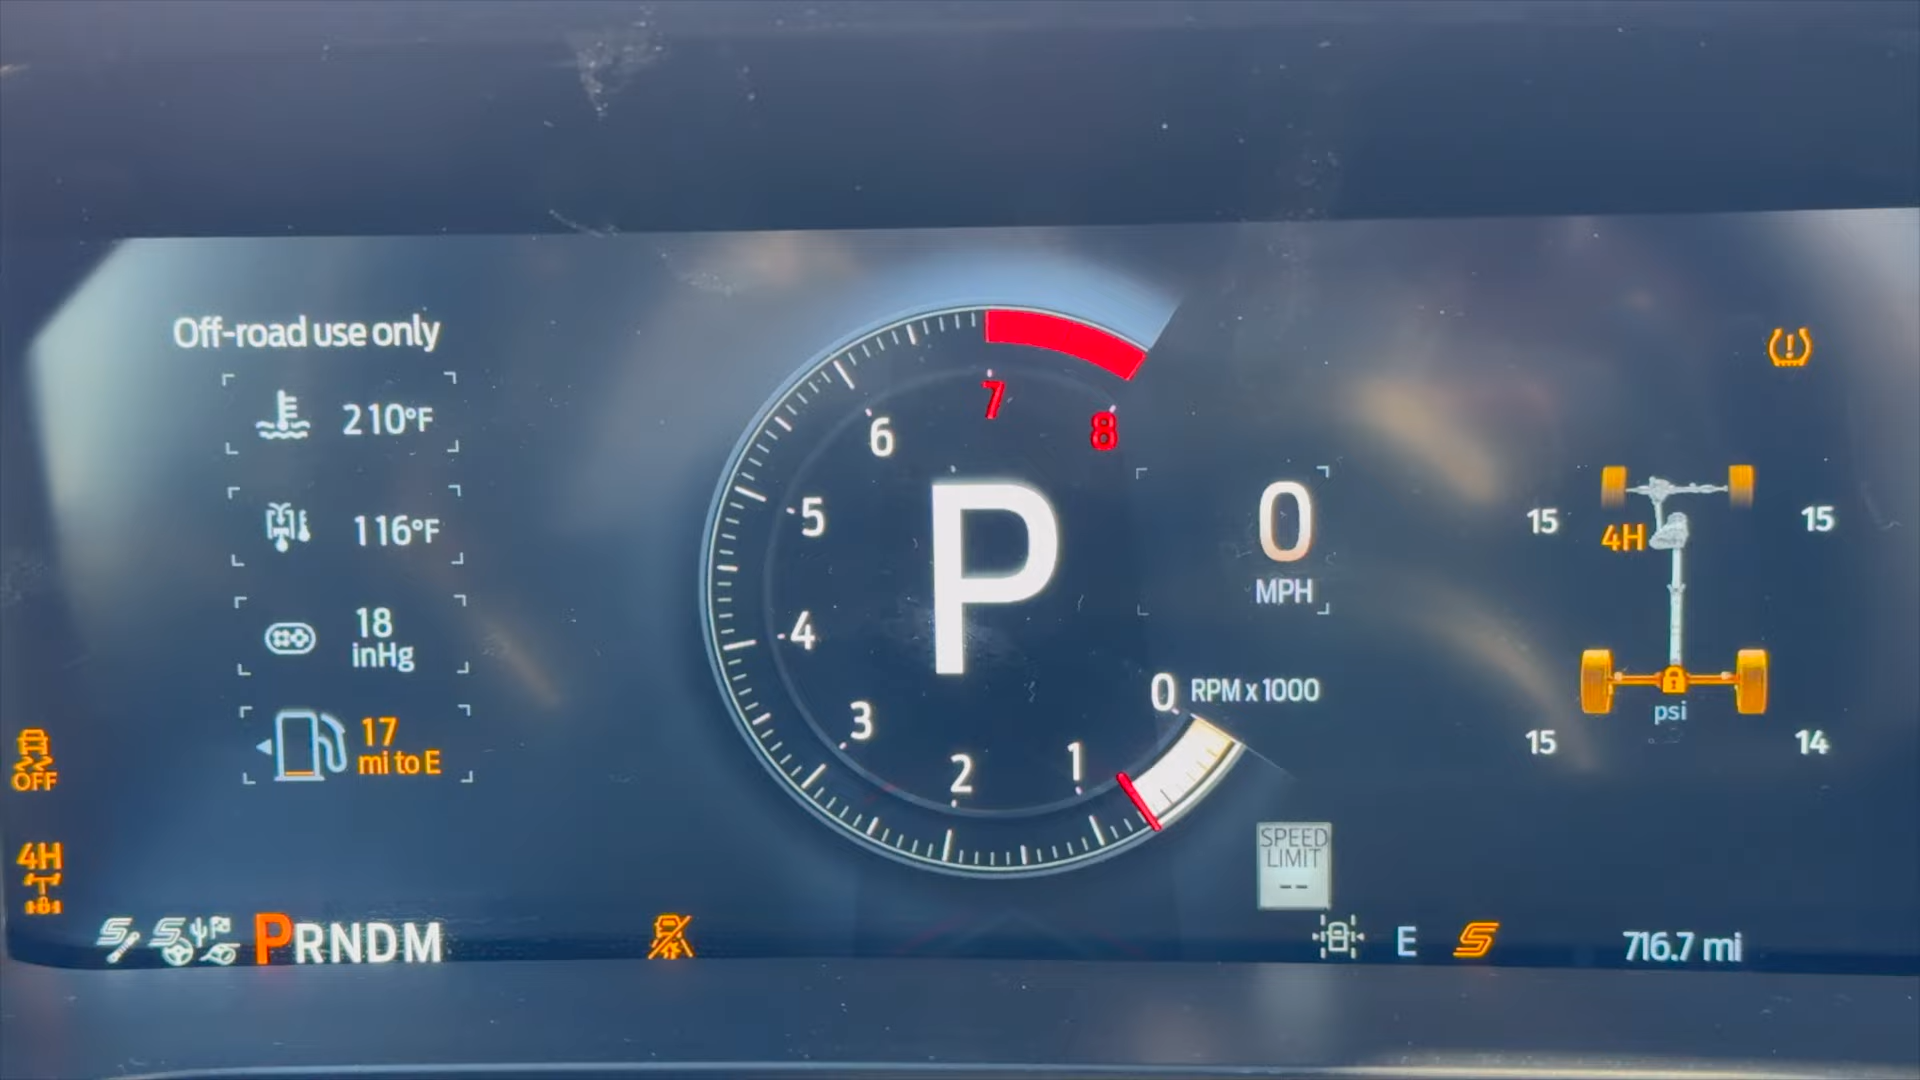 Off-road use only
210°F
116°F
18
inHg
17
mi to E
OFF
4H
PRNDM
0
1
2
3
4
5
6
7
8
P
RPM x 1000
0
MPH
SPEED
LIMIT
--
E
S
716.7 mi
15
15
4H
psi
15
14